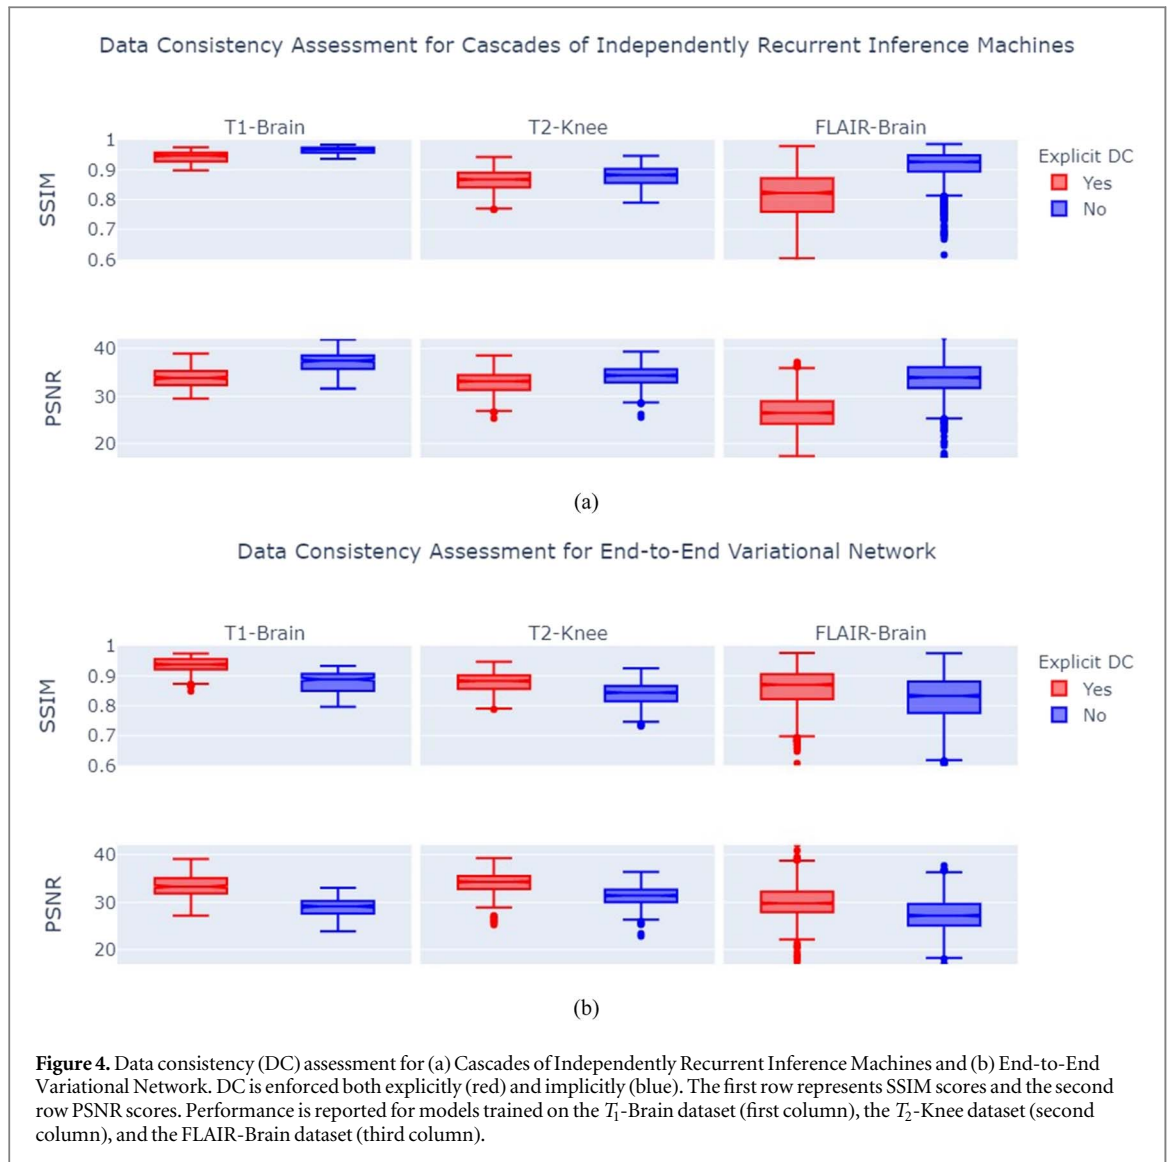 Data Consistency Assessment for Cascades of Independently Recurrent Inference Machines
T1-Brain T2-Knee FLAIR-Brain
SSIM
1
0.9
0.8
0.7
0.6
Explicit DC
Yes
No
PSNR
40
30
20
(a)
Data Consistency Assessment for End-to-End Variational Network
T1-Brain T2-Knee FLAIR-Brain
SSIM
1
0.9
0.8
0.7
0.6
Explicit DC
Yes
No
PSNR
40
30
20
(b)
Figure 4. Data consistency (DC) assessment for (a) Cascades of Independently Recurrent Inference Machines and (b) End-to-End
Variational Network. DC is enforced both explicitly (red) and implicitly (blue). The first row represents SSIM scores and the second
row PSNR scores. Performance is reported for models trained on the T₁-Brain dataset (first column), the T₂-Knee dataset (second
column), and the FLAIR-Brain dataset (third column).